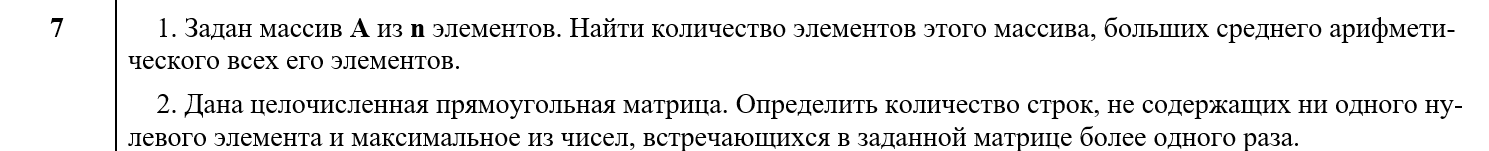 7
1. Задан массив A из n элементов. Найти количество элементов этого массива, больших среднего арифмети-
ческого всех его элементов.
2. Дана целочисленная прямоугольная матрица. Определить количество строк, не содержащих ни одного ну-
левого элемента и максимальное из чисел, встречающихся в заданной матрице более одного раза.